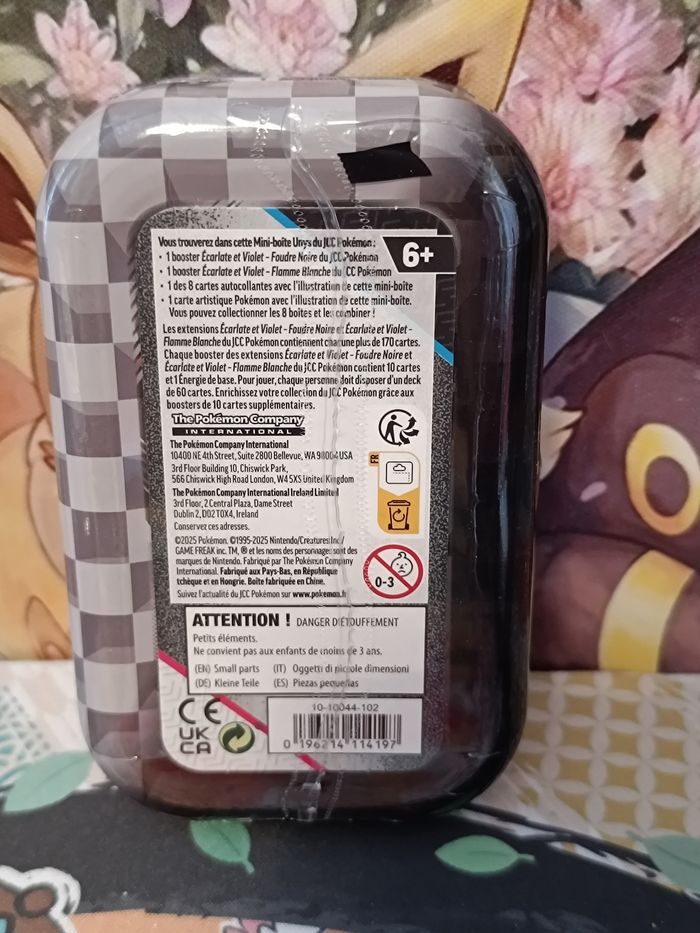 Vous trouverez dans cette Mini-boîte Unys du JCC Pokémon :
6+
• 1 booster Écarlate et Violet - Foudre Noire du JCC Pokémon
• 1 booster Écarlate et Violet - Flamme Blanche du JCC Pokémon
• 1 des 8 cartes autocollantes avec l'illustration de cette mini-boîte
• 1 carte artistique Pokémon avec l'illustration de cette mini-boîte.
Vous pouvez collectionner les 8 boîtes et les combiner !
Les extensions Écarlate et Violet - Foudre Noire et Écarlate et Violet -
Flamme Blanche du JCC Pokémon contiennent chacune plus de 170 cartes.
Chaque booster des extensions Écarlate et Violet - Foudre Noire et
Écarlate et Violet - Flamme Blanche du JCC Pokémon contient 10 cartes
et 1 Énergie de base. Pour jouer, chaque personne doit disposer d'un deck
de 60 cartes. Enrichissez votre collection du JCC Pokémon grâce aux
boosters de 10 cartes supplémentaires.
The Pokémon Company
INTERNATIONAL
The Pokémon Company International
10400 NE 4th Street, Suite 2800 Bellevue, WA 98004 USA
3rd Floor Building 10, Chiswick Park,
566 Chiswick High Road London, W4 5XS United Kingdom
The Pokémon Company International Ireland Limited
3rd Floor, 2 Central Plaza, Dame Street
Dublin 2, D02 T0X4, Ireland
Conservez ces adresses.
FR
©2025 Pokémon. ©1995-2025 Nintendo/Creatures Inc./
GAME FREAK inc. TM, ® et les noms des personnages sont des
marques de Nintendo. Fabriqué par The Pokémon Company
International. Fabriqué aux Pays-Bas, en République
tchèque et en Hongrie. Boîte fabriquée en Chine.
Suivez l'actualité du JCC Pokémon sur www.pokemon.fr
0-3
ATTENTION ! DANGER D'ÉTOUFFEMENT
Petits éléments.
Ne convient pas aux enfants de moins de 3 ans.
(EN) Small parts (IT) Oggetti di piccole dimensioni
(DE) Kleine Teile (ES) Piezas pequeñas
CE
UK
CA
10-10044-102
0 196214 114197